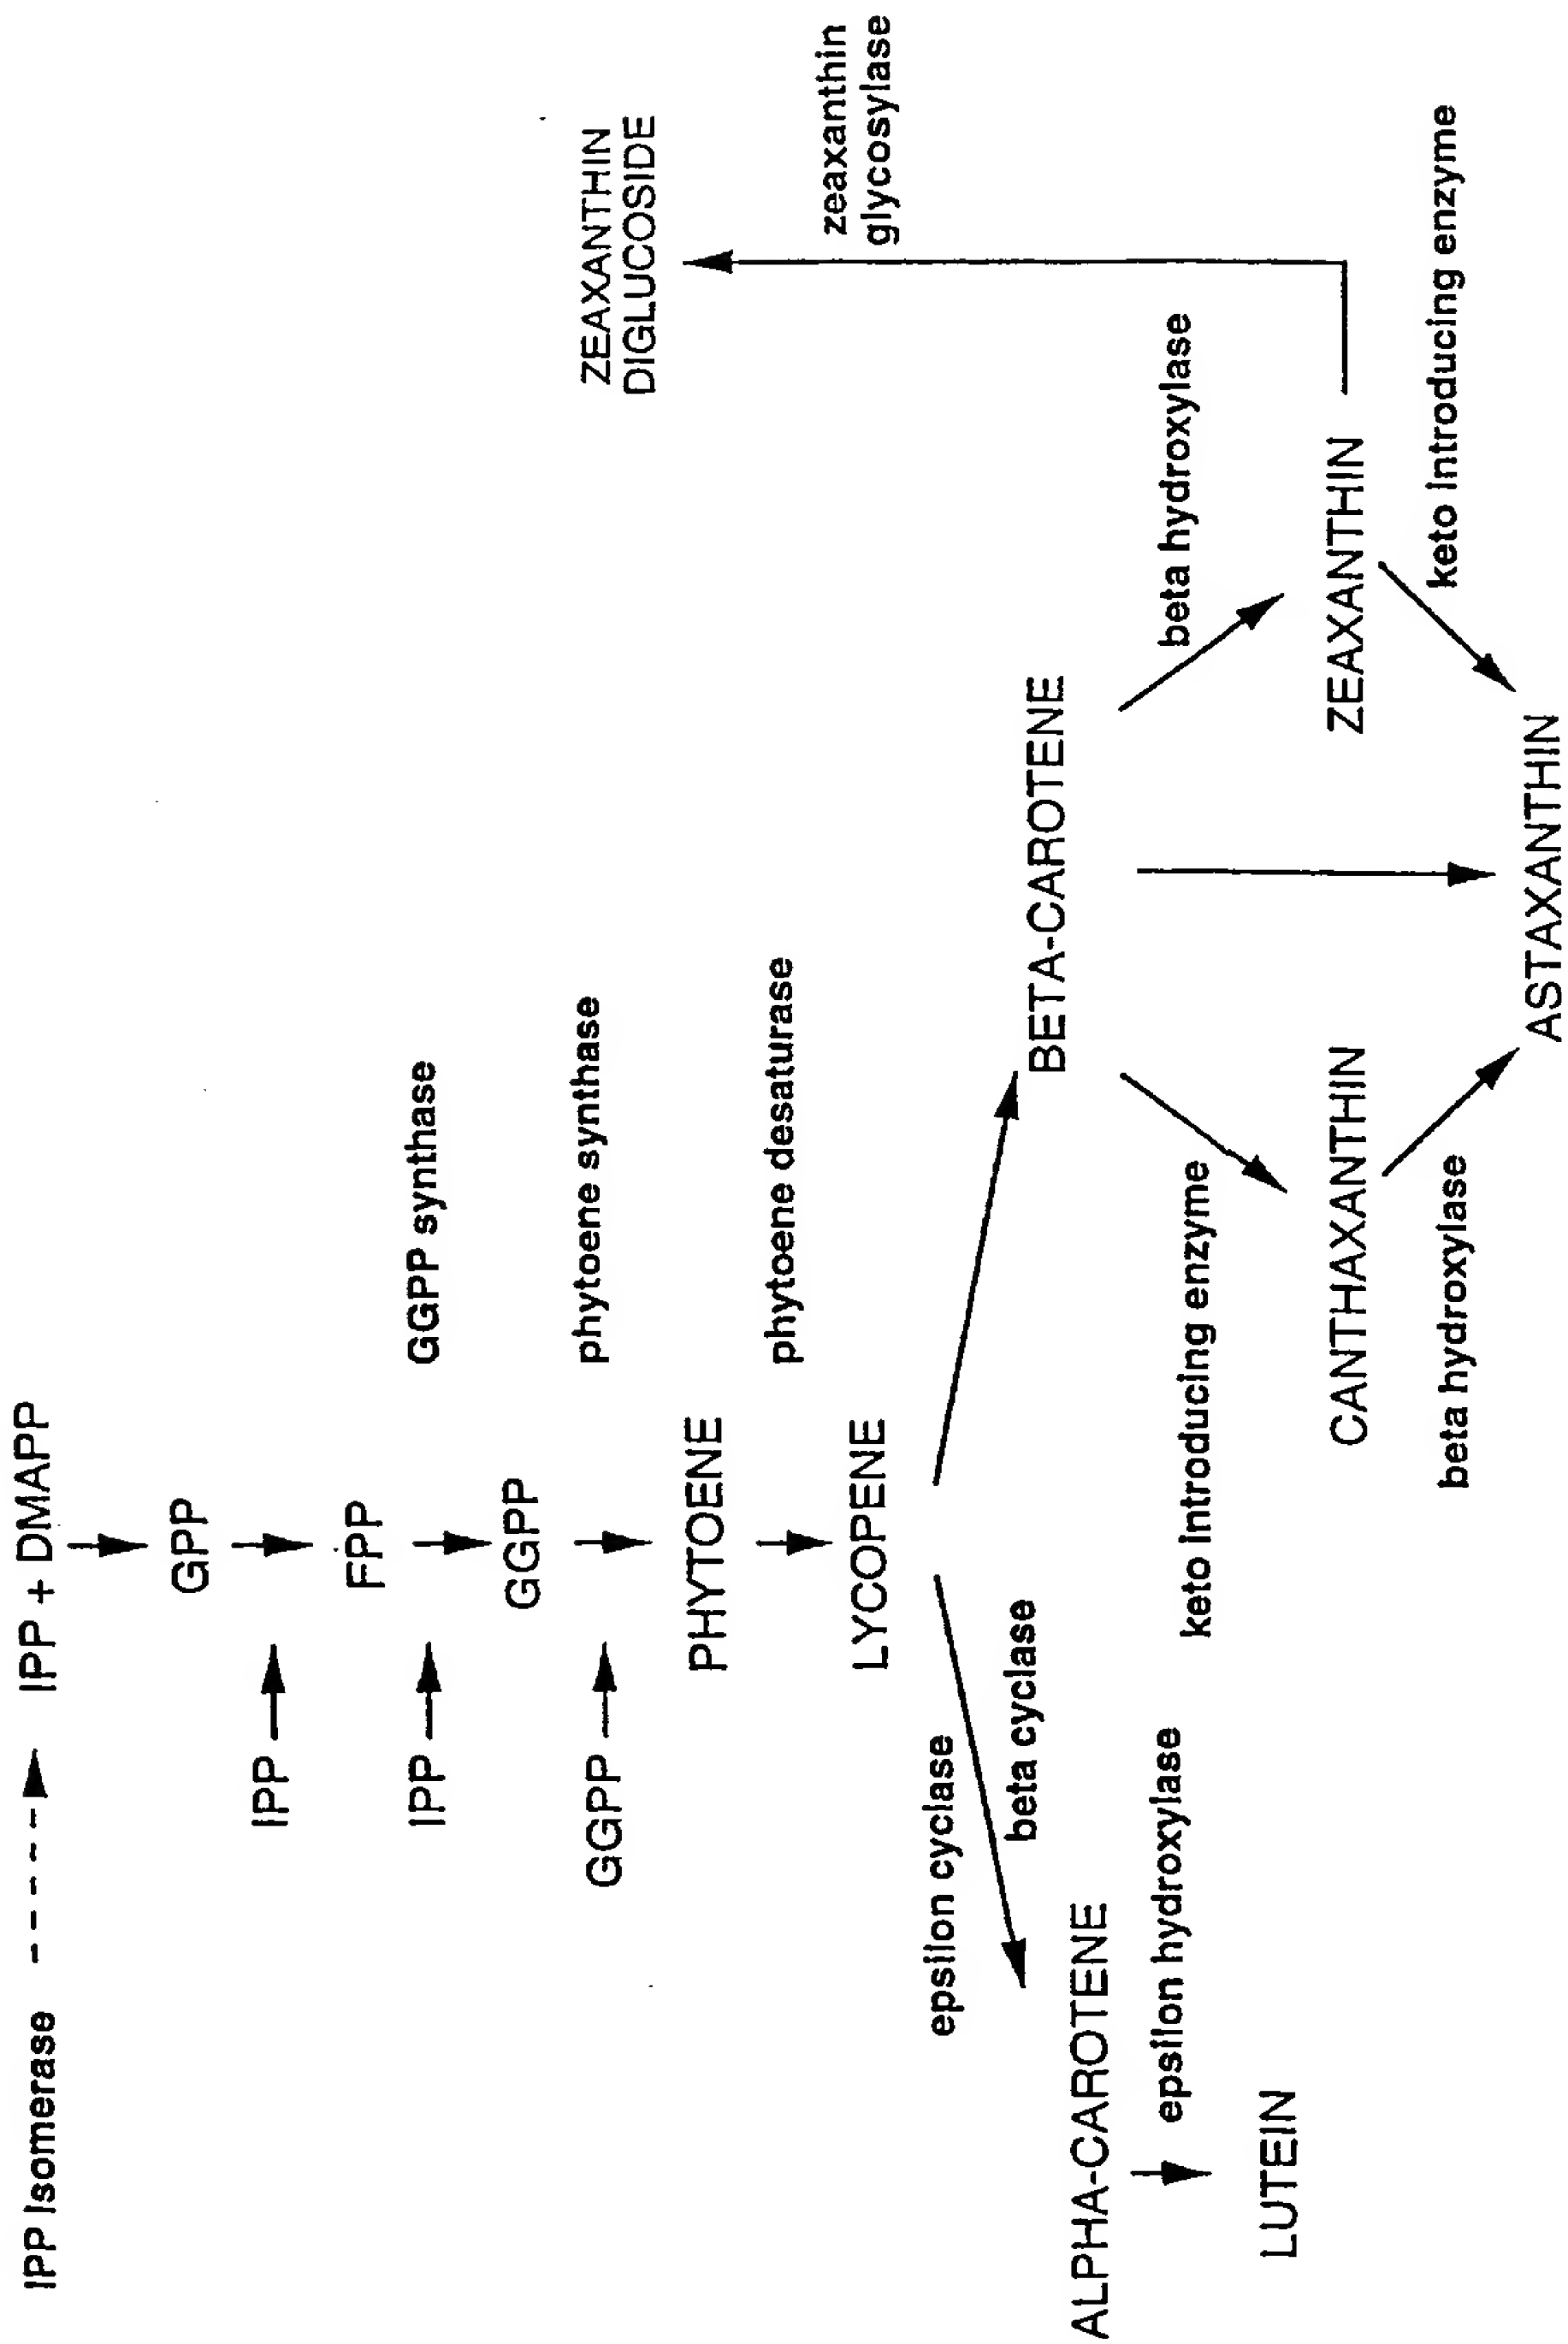 IPP Isomerase
IPP + DMAPP
GPP
IPP
FPP
IPP
GGPP synthase
GGPP
GGPP
phytoene synthase
PHYTOENE
phytoene desaturase
LYCOPENE
epsilon cyclase
beta cyclase
ALPHA-CAROTENE
epsilon hydroxylase
LUTEIN
BETA-CAROTENE
keto introducing enzyme
beta hydroxylase
CANTHAXANTHIN
ZEAXANTHIN
beta hydroxylase
keto introducing enzyme
ASTAXANTHIN
ZEAXANTHIN
DIGLUCOSIDE
zeaxanthin
glycosylase